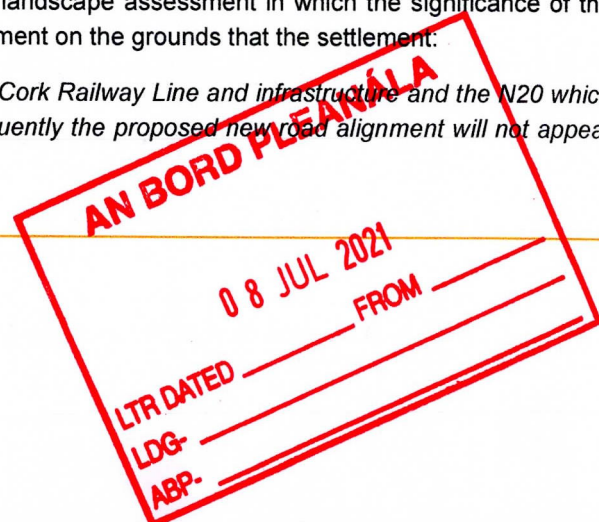 landscape assessment in which the significance of th
ment on the grounds that the settlement:
Cork Railway Line and infrastructure and the N20 whic
uently the proposed new road alignment will not appea
AN BORD PLEANÁLA
08 JUL 2021
LTR DATED FROM
LDG-
ABP-